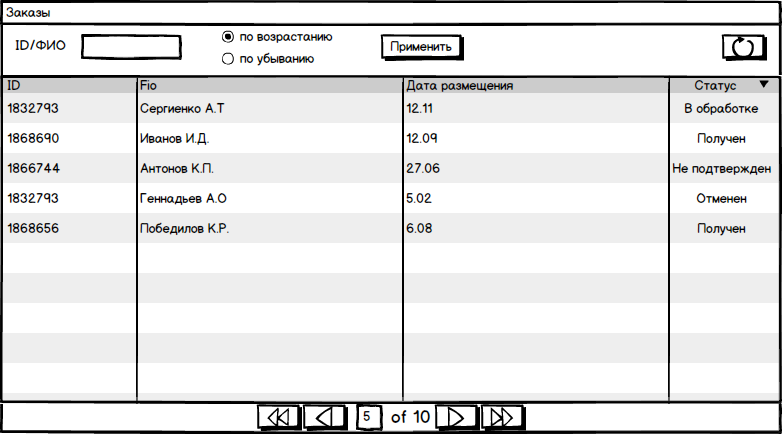 Заказы
ID/ФИО
по возрастанию
по убыванию
Применить
ID Fio Дата размещения Статус
1832793 Сергиенко А.Т 12.11 В обработке
1868690 Иванов И.Д. 12.09 Получен
1866744 Антонов К.П. 27.06 Не подтвержден
1832793 Геннадьев А.О 5.02 Отменен
1868656 Победилов К.Р. 6.08 Получен
5 of 10